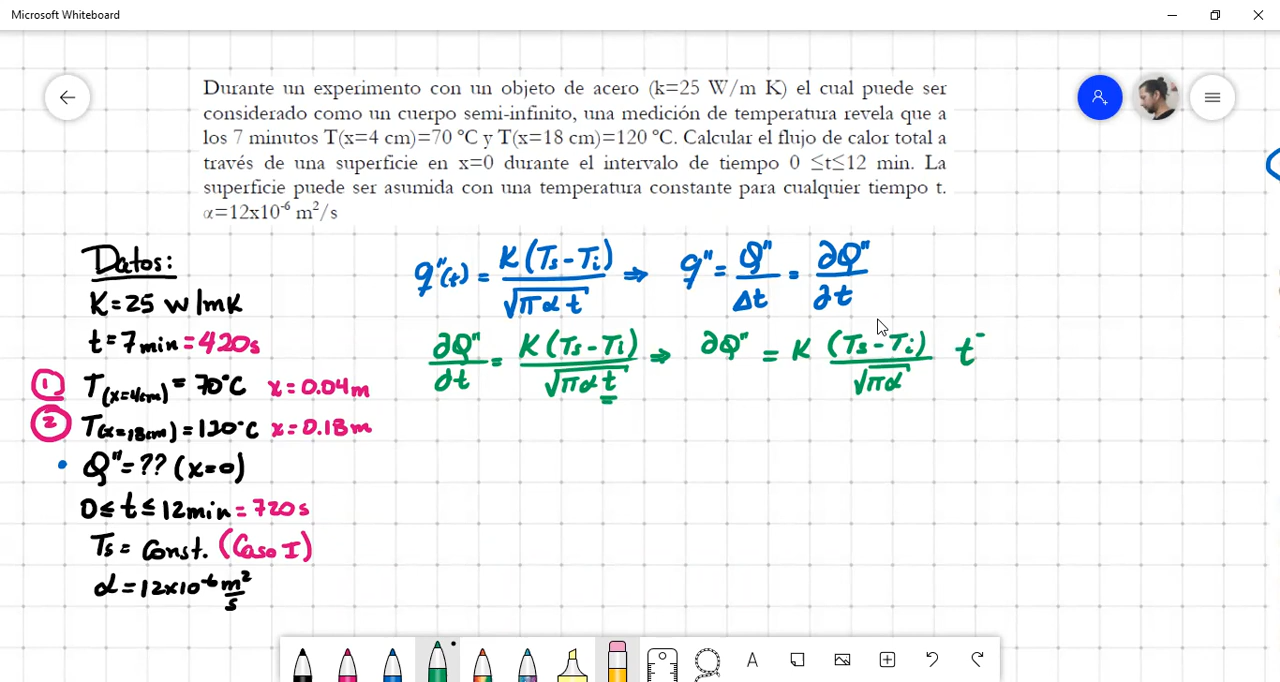 Microsoft Whiteboard
Durante un experimento con un objeto de acero (k=25 W/m K) el cual puede ser
considerado como un cuerpo semi-infinito, una medición de temperatura revela que a
los 7 minutos T(x=4 cm)=70 ºC y T(x=18 cm)=120 ºC. Calcular el flujo de calor total a
través de una superficie en x=0 durante el intervalo de tiempo 0 ≤t≤12 min. La
superficie puede ser asumida con una temperatura constante para cualquier tiempo t.
α=12x10⁻⁶ m²/s
Datos:
K=25 W/mK
t=7min=420s
① T(x=4cm)=70°C x=0.04m
② T(x=18cm)=120°C x=0.18m
• Q''=?? (x=0)
0≤t≤12min=720s
Ts=Const. (Caso I)
α=12x10⁻⁶ m²/s
q''(t) = K(Ts-Ti)/√(παt) ⇒ q'' = Q''/Δt = ∂Q''/∂t
∂Q''/∂t = K(Ts-Ti)/√(παt) ⇒ ∂Q'' = K (Ts-Ti)/√(πα) t⁻
A